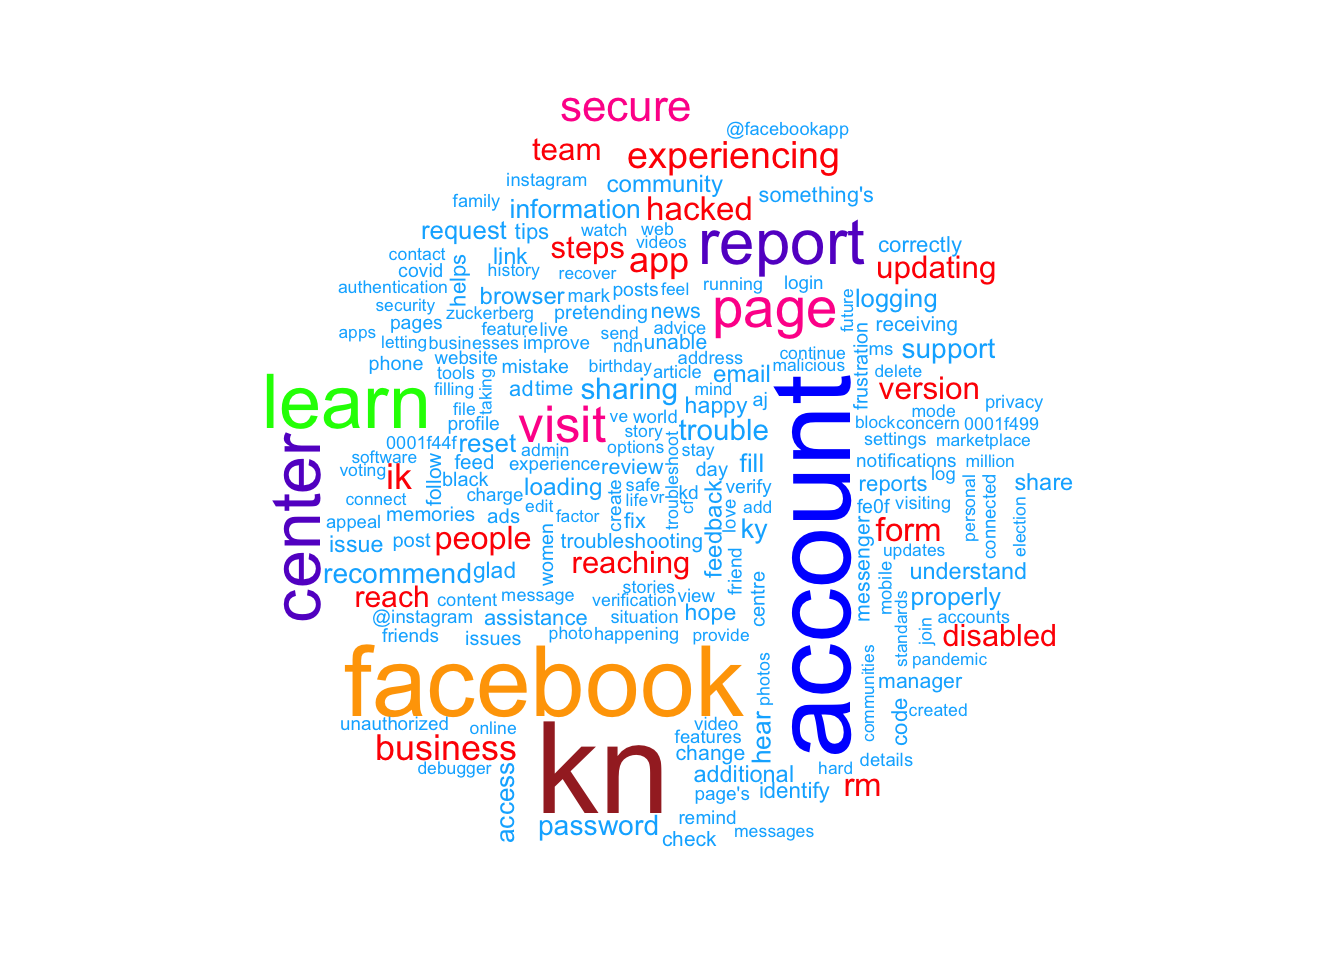 secure
@facebookapp
team
experiencing
instagram
community
something's
family
information
hacked
request
tips
watch
web
videos
report
correctly
contact
link
steps
app
updating
covid
helps
history
recover
authentication
browser
mark
posts
feel
running
login
future
logging
security
zuckerberg
pretending
news
page
pages
feature
live
send
advice
receiving
apps
letting
businesses
improve
ndn
unable
frustration
ms
support
phone
website
mistake
birthday
article
address
continue
malicious
delete
tools
taking
email
account
version
learn
filling
ad
time
sharing
mind
aj
privacy
file
visit
ve
world
happy
block
mode
profile
story
trouble
concern
0001f499
center
0001f44f
reset
admin
options
stay
settings
marketplace
software
follow
feed
experience
review
troubleshoot
day
fill
notifications
million
voting
ik
black
loading
create
safe
kd
verify
reports
log
share
connect
charge
edit
life
vr
cfr
feedback
love
add
fe0f
visiting
personal
connected
election
appeal
memories
ads
factor
fix
ky
messenger
form
issue
post
people
women
troubleshooting
updates
recommend
glad
reaching
friend
centre
mobile
understand
reach
content
message
stories
verification
view
properly
standards
@instagram
assistance
situation
hope
join
accounts
friends
issues
photo
happening
provide
disabled
facebook
photos
communities
pandemic
manager
unauthorized
online
kn
video
hear
code
created
business
features
change
debugger
access
additional
hard
details
page's
identify
rm
password
remind
check
messages